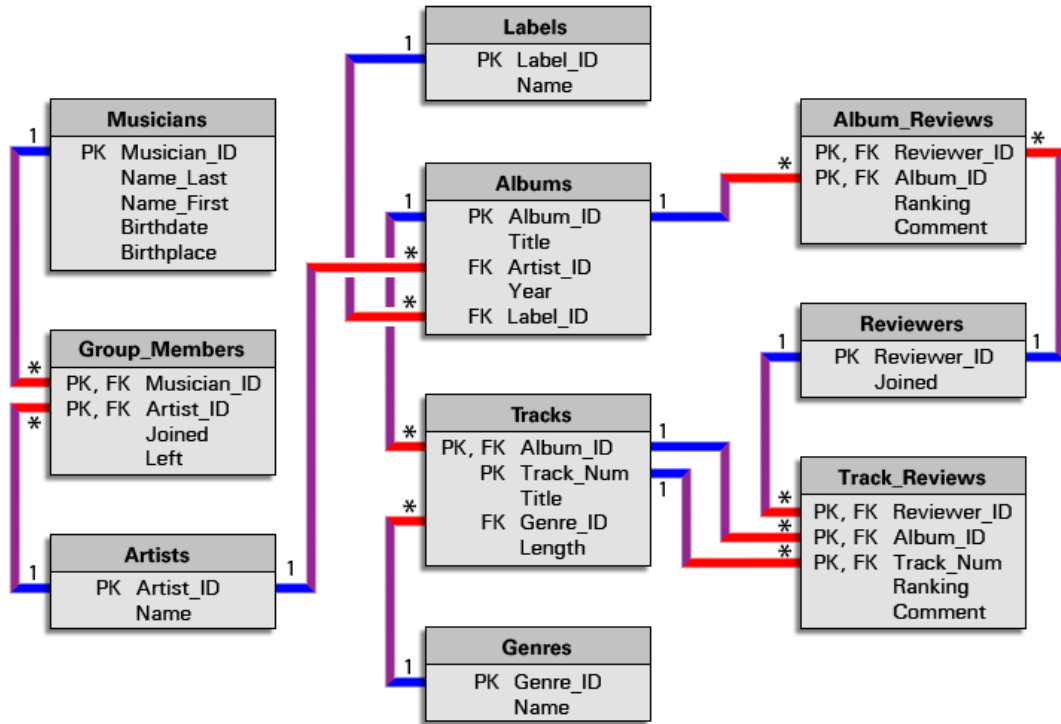 Labels
PK Label_ID
Name
Musicians
PK Musician_ID
Name_Last
Name_First
Birthdate
Birthplace
Group_Members
PK, FK Musician_ID
PK, FK Artist_ID
Joined
Left
Artists
PK Artist_ID
Name
Albums
PK Album_ID
Title
FK Artist_ID
Year
FK Label_ID
Tracks
PK, FK Album_ID
PK Track_Num
Title
FK Genre_ID
Length
Genres
PK Genre_ID
Name
Album_Reviews
PK, FK Reviewer_ID
PK, FK Album_ID
Ranking
Comment
Reviewers
PK Reviewer_ID
Joined
Track_Reviews
PK, FK Reviewer_ID
PK, FK Album_ID
PK, FK Track_Num
Ranking
Comment
1
1
*
*
1
1
1
*
*
1
*
*
1
1
1
*
*
1
1
*
*
*